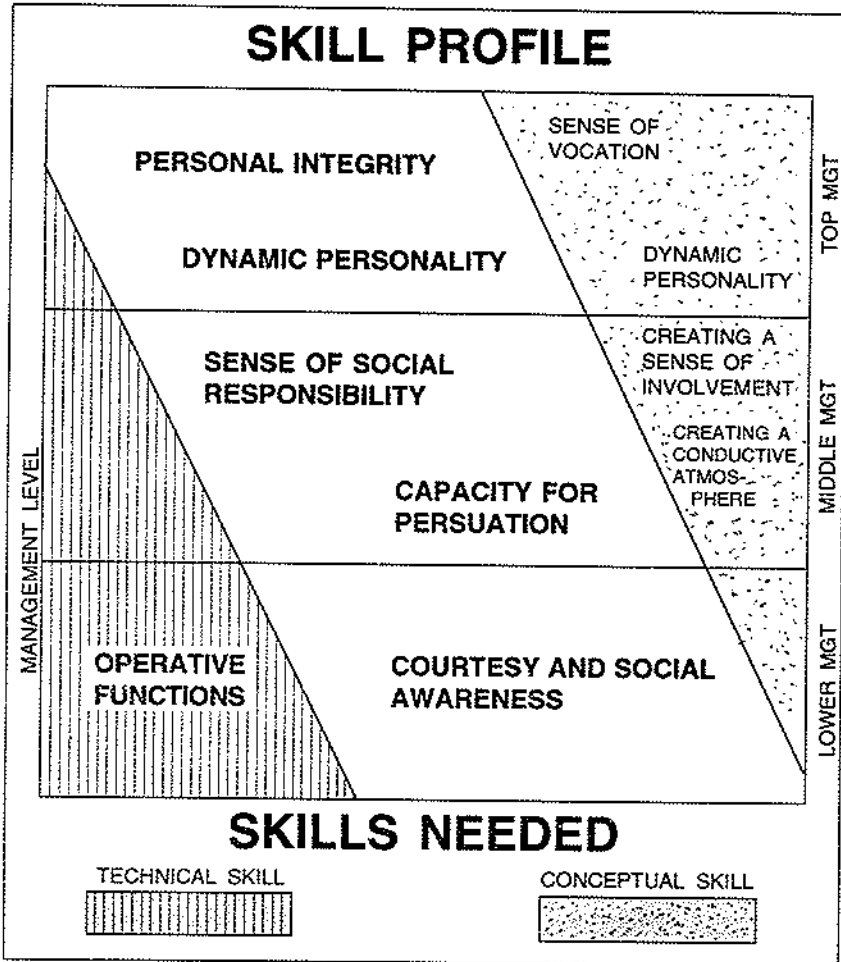 SKILL PROFILE
SENSE OF
VOCATION
PERSONAL INTEGRITY
DYNAMIC PERSONALITY
DYNAMIC
PERSONALITY
TOP MGT
SENSE OF SOCIAL
RESPONSIBILITY
CREATING A
SENSE OF
INVOLVEMENT
CREATING A
CONDUCTIVE
ATMOS-
PHERE
CAPACITY FOR
PERSUATION
MIDDLE MGT
MANAGEMENT LEVEL
OPERATIVE
FUNCTIONS
COURTESY AND SOCIAL
AWARENESS
LOWER MGT
SKILLS NEEDED
TECHNICAL SKILL
CONCEPTUAL SKILL